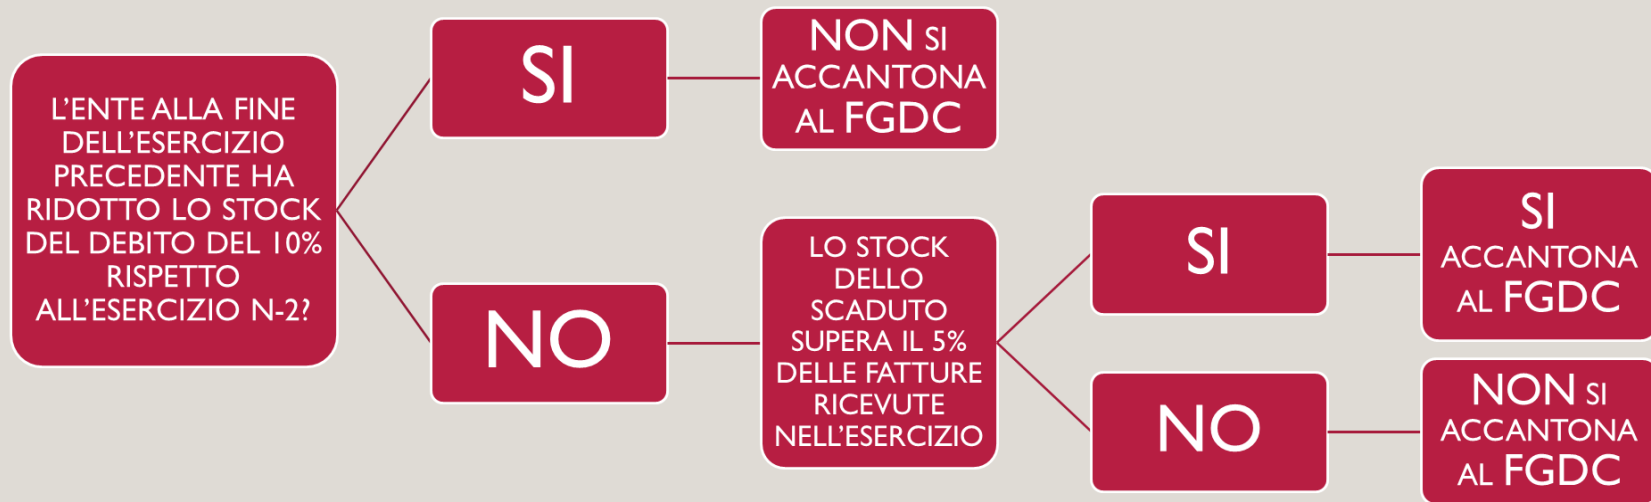 L'ENTE ALLA FINE
DELL'ESERCIZIO
PRECEDENTE HA
RIDOTTO LO STOCK
DEL DEBITO DEL 10%
RISPETTO
ALL'ESERCIZIO N-2?
SI
NON SI
ACCANTONA
AL FGDC
NO
LO STOCK
DELLO
SCADUTO
SUPERA IL 5%
DELLE FATTURE
RICEVUTE
NELL'ESERCIZIO
SI
SI
ACCANTONA
AL FGDC
NO
NON SI
ACCANTONA
AL FGDC